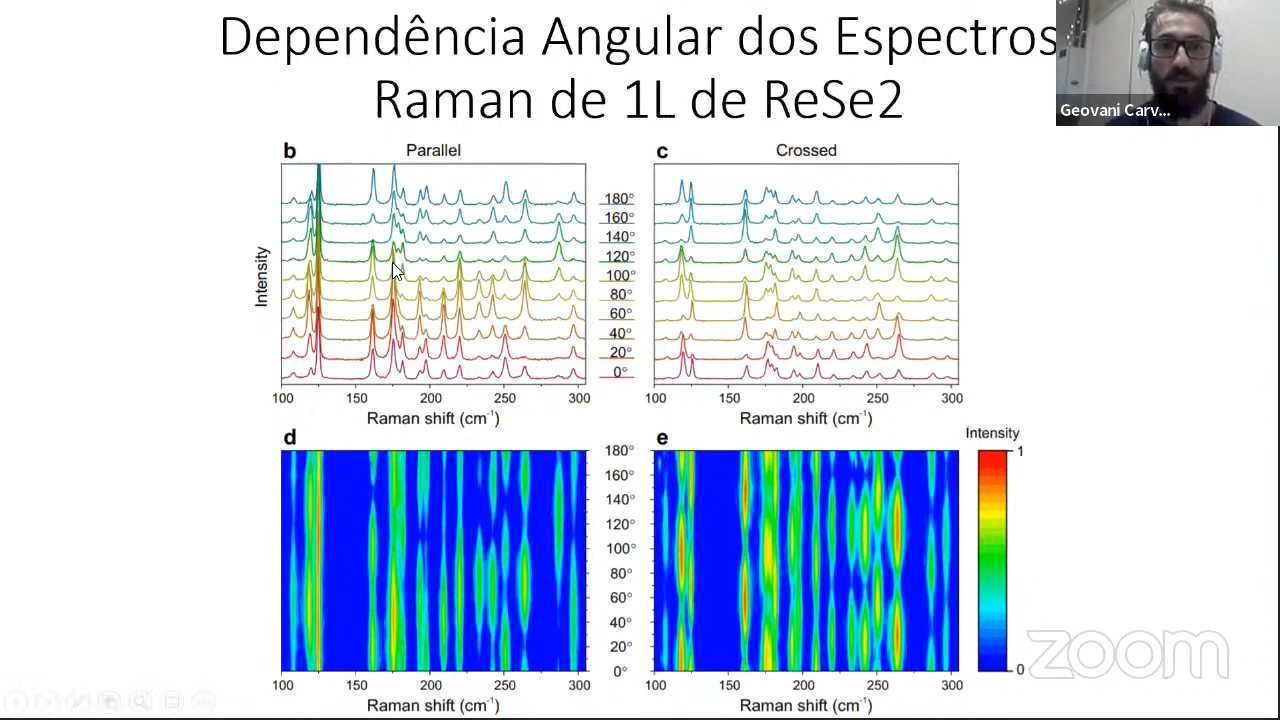 Dependência Angular dos Espectros
Raman de 1L de ReSe2
Geovani Carv...
b
Parallel
c
Crossed
Intensity
180°
160°
140°
120°
100°
80°
60°
40°
20°
0°
100 150 200 250 300
100 150 200 250 300
Raman shift (cm⁻¹)
Raman shift (cm⁻¹)
d
e
Intensity
180°
160°
140°
120°
100°
80°
60°
40°
20°
0°
1
0
100 150 200 250 300
100 150 200 250 300
Raman shift (cm⁻¹)
Raman shift (cm⁻¹)
zoom